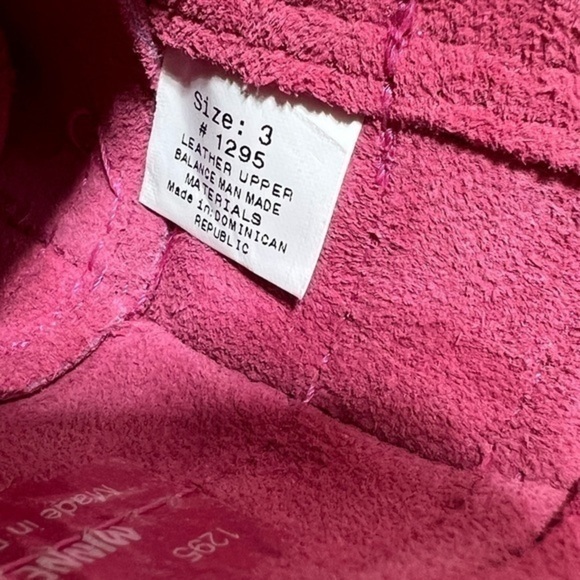 Size: 3
# 1295
LEATHER UPPER
BALANCE MAN MADE
MATERIALS
Made in:DOMINICAN
REPUBLIC
1295
Made in